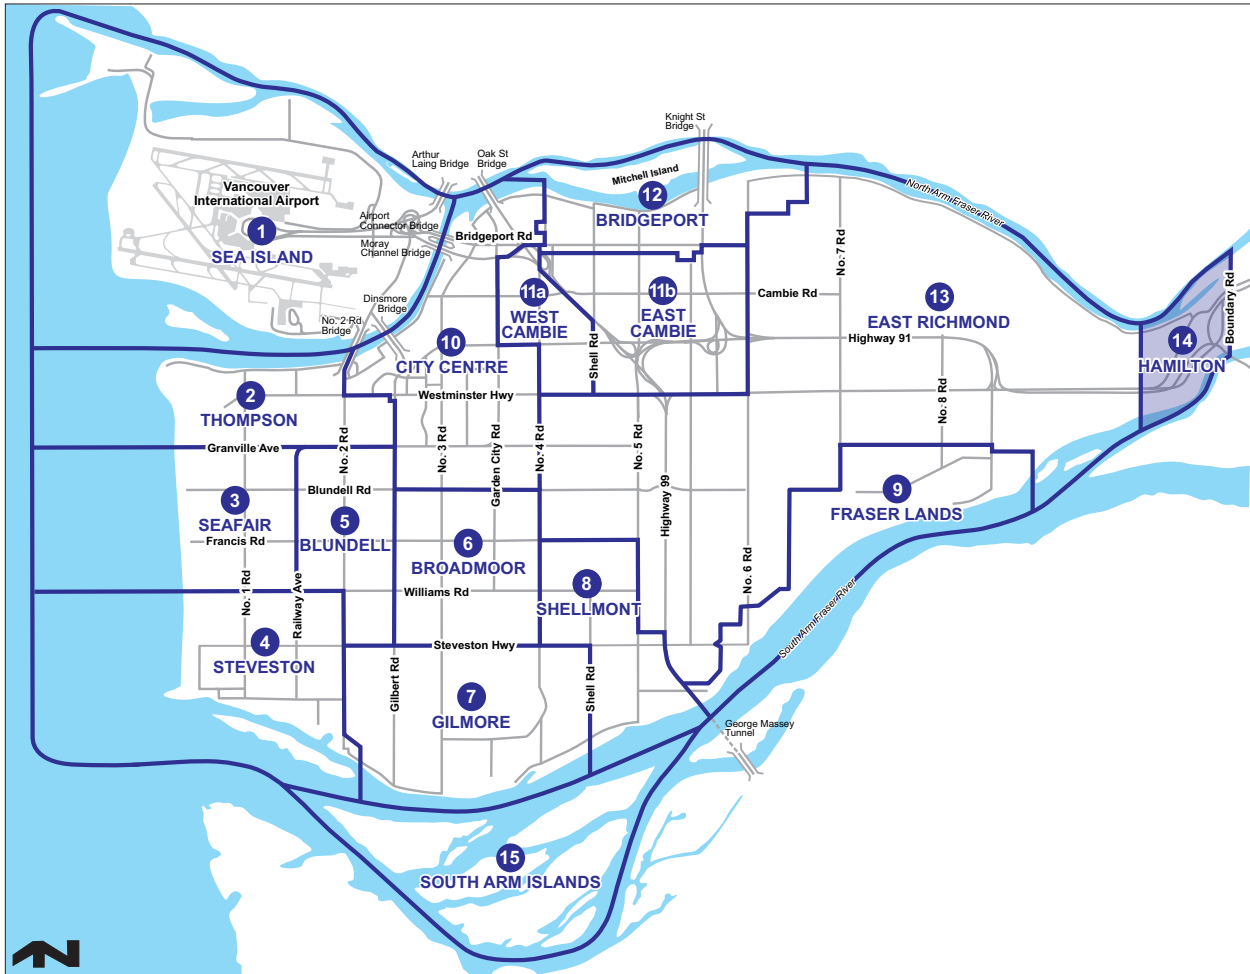 Knight St
Bridge
Arthur
Laing Bridge
Oak St
Bridge
Mitchell Island
Vancouver
International Airport
12
BRIDGEPORT
North Arm Fraser River
Airport
Connector Bridge
1
SEA ISLAND
Bridgeport Rd
Moray
Channel Bridge
No. 7 Rd
Dinsmore
Bridge
11a
WEST
CAMBIE
11b
EAST
CAMBIE
Cambie Rd
13
EAST RICHMOND
Boundary Rd
No. 2 Rd
Bridge
10
CITY CENTRE
Shell Rd
Highway 91
14
HAMILTON
2
THOMPSON
Westminster Hwy
No. 8 Rd
Granville Ave
No. 2 Rd
No. 3 Rd
Garden City Rd
No. 4 Rd
No. 5 Rd
Blundell Rd
3
SEAFAIR
5
BLUNDELL
9
FRASER LANDS
Highway 99
Francis Rd
6
BROADMOOR
No. 6 Rd
No. 1 Rd
Railway Ave
Williams Rd
8
SHELLMONT
4
STEVESTON
Steveston Hwy
South Arm Fraser River
Gilbert Rd
7
GILMORE
Shell Rd
George Massey
Tunnel
15
SOUTH ARM ISLANDS
N